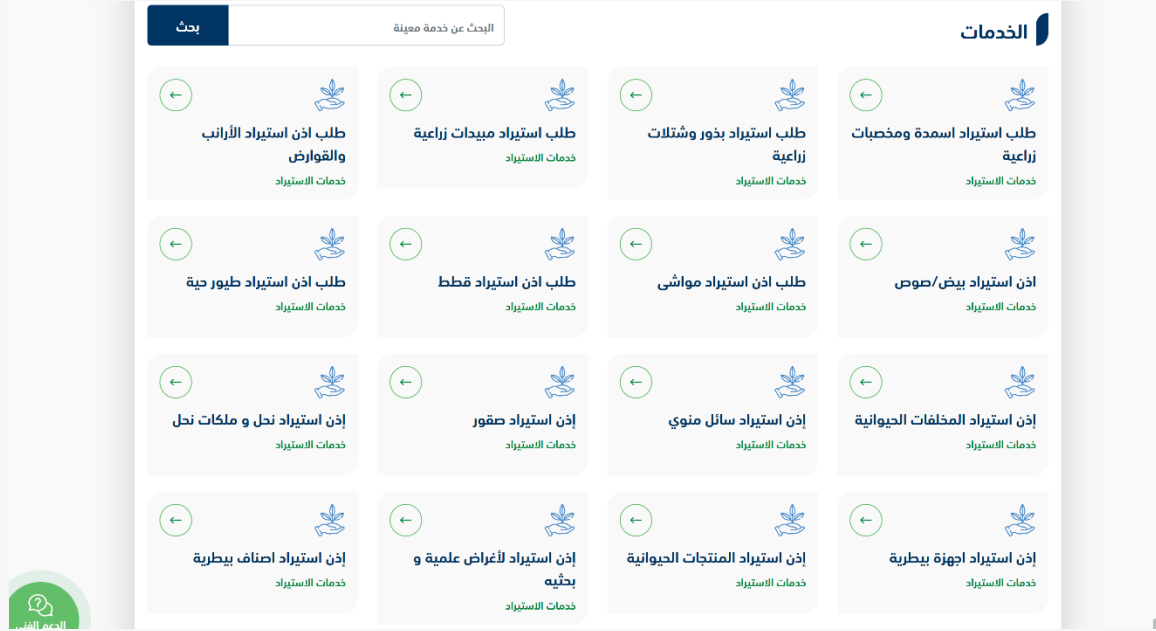 الخدمات
البحث عن خدمة معينة
بحث
طلب استيراد اسمدة ومخصبات
زراعية
خدمات الاستيراد
طلب استيراد بذور وشتلات
زراعية
خدمات الاستيراد
طلب استيراد مبيدات زراعية
خدمات الاستيراد
طلب اذن استيراد الأرانب
والقوارض
خدمات الاستيراد
اذن استيراد بيض/صوص
خدمات الاستيراد
طلب اذن استيراد مواشى
خدمات الاستيراد
طلب اذن استيراد قطط
خدمات الاستيراد
طلب اذن استيراد طيور حية
خدمات الاستيراد
إذن استيراد المخلفات الحيوانية
خدمات الاستيراد
إذن استيراد سائل منوي
خدمات الاستيراد
إذن استيراد صقور
خدمات الاستيراد
إذن استيراد نحل و ملكات نحل
خدمات الاستيراد
إذن استيراد اجهزة بيطرية
خدمات الاستيراد
إذن استيراد المنتجات الحيوانية
خدمات الاستيراد
إذن استيراد لأغراض علمية و
بحثيه
خدمات الاستيراد
إذن استيراد اصناف بيطرية
خدمات الاستيراد
الدعم الفني